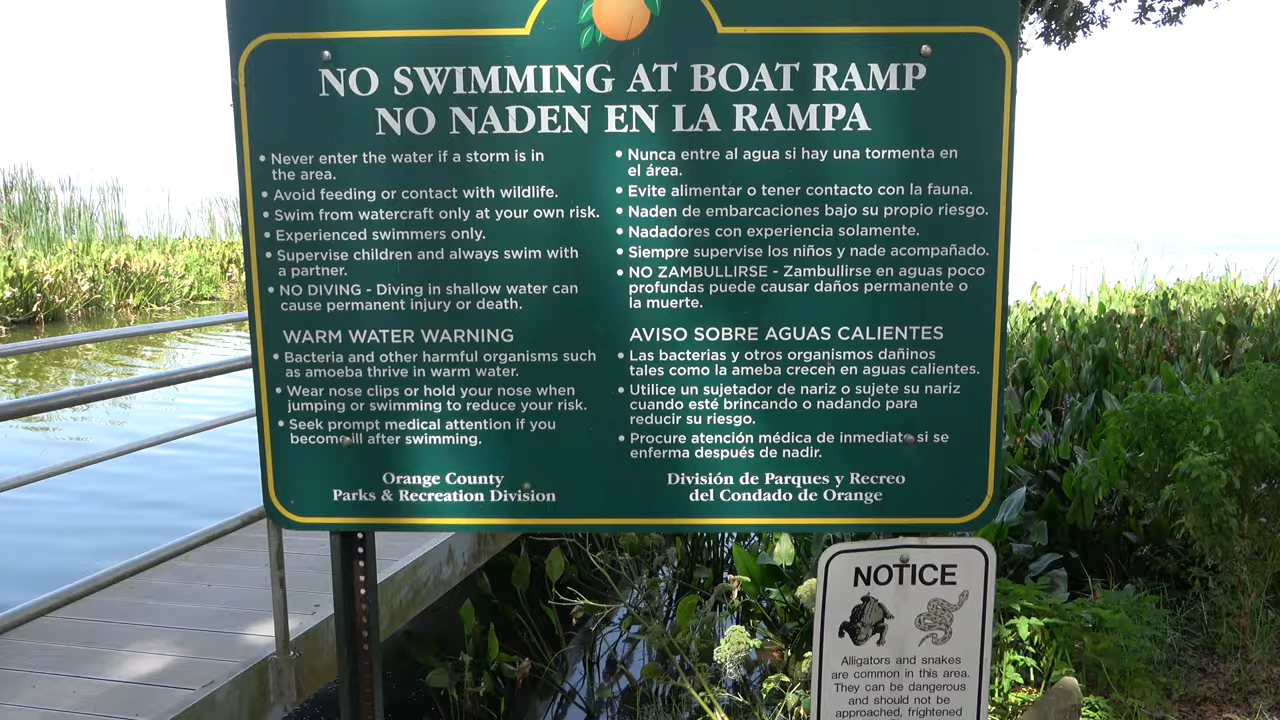 NO SWIMMING AT BOAT RAMP
NO NADEN EN LA RAMPA
• Never enter the water if a storm is in
the area.
• Avoid feeding or contact with wildlife.
• Swim from watercraft only at your own risk.
• Experienced swimmers only.
• Supervise children and always swim with
a partner.
• NO DIVING - Diving in shallow water can
cause permanent injury or death.
WARM WATER WARNING
• Bacteria and other harmful organisms such
as amoeba thrive in warm water.
• Wear nose clips or hold your nose when
jumping or swimming to reduce your risk.
• Seek prompt medical attention if you
become ill after swimming.
Orange County
Parks & Recreation Division
• Nunca entre al agua si hay una tormenta en
el área.
• Evite alimentar o tener contacto con la fauna.
• Naden de embarcaciones bajo su propio riesgo.
• Nadadores con experiencia solamente.
• Siempre supervise los niños y nade acompañado.
• NO ZAMBULLIRSE - Zambullirse en aguas poco
profundas puede causar daños permanente o
la muerte.
AVISO SOBRE AGUAS CALIENTES
• Las bacterias y otros organismos dañinos
tales como la ameba crecen en aguas calientes.
• Utilice un sujetador de nariz o sujete su nariz
cuando esté brincando o nadando para
reducir su riesgo.
• Procure atención médica de inmediato si se
enferma después de nadir.
División de Parques y Recreo
del Condado de Orange
NOTICE
Alligators and snakes
are common in this area.
They can be dangerous
and should not be
approached, frightened